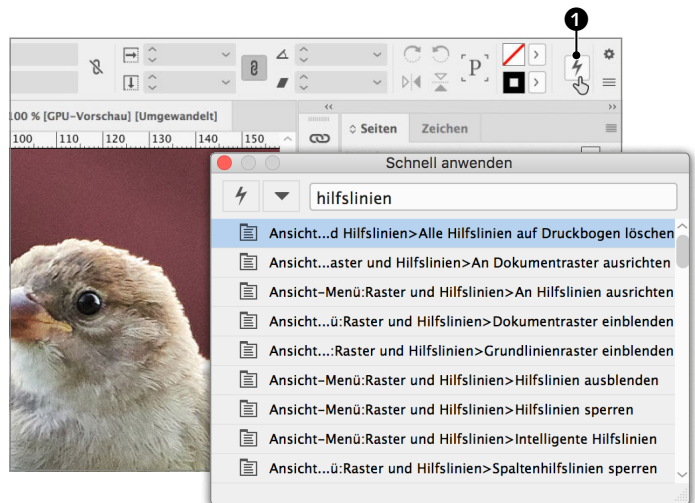 1
P
100 % [GPU-Vorschau] [Umgewandelt]
100 110 120 130 140 150
Seiten Zeichen
Schnell anwenden
hilfslinien
Ansicht...d Hilfslinien>Alle Hilfslinien auf Druckbogen löschen
Ansicht...aster und Hilfslinien>An Dokumentraster ausrichten
Ansicht-Menü:Raster und Hilfslinien>An Hilfslinien ausrichten
Ansicht...ü:Raster und Hilfslinien>Dokumentraster einblenden
Ansicht...:Raster und Hilfslinien>Grundlinienraster einblenden
Ansicht-Menü:Raster und Hilfslinien>Hilfslinien ausblenden
Ansicht-Menü:Raster und Hilfslinien>Hilfslinien sperren
Ansicht-Menü:Raster und Hilfslinien>Intelligente Hilfslinien
Ansicht...ü:Raster und Hilfslinien>Spaltenhilfslinien sperren